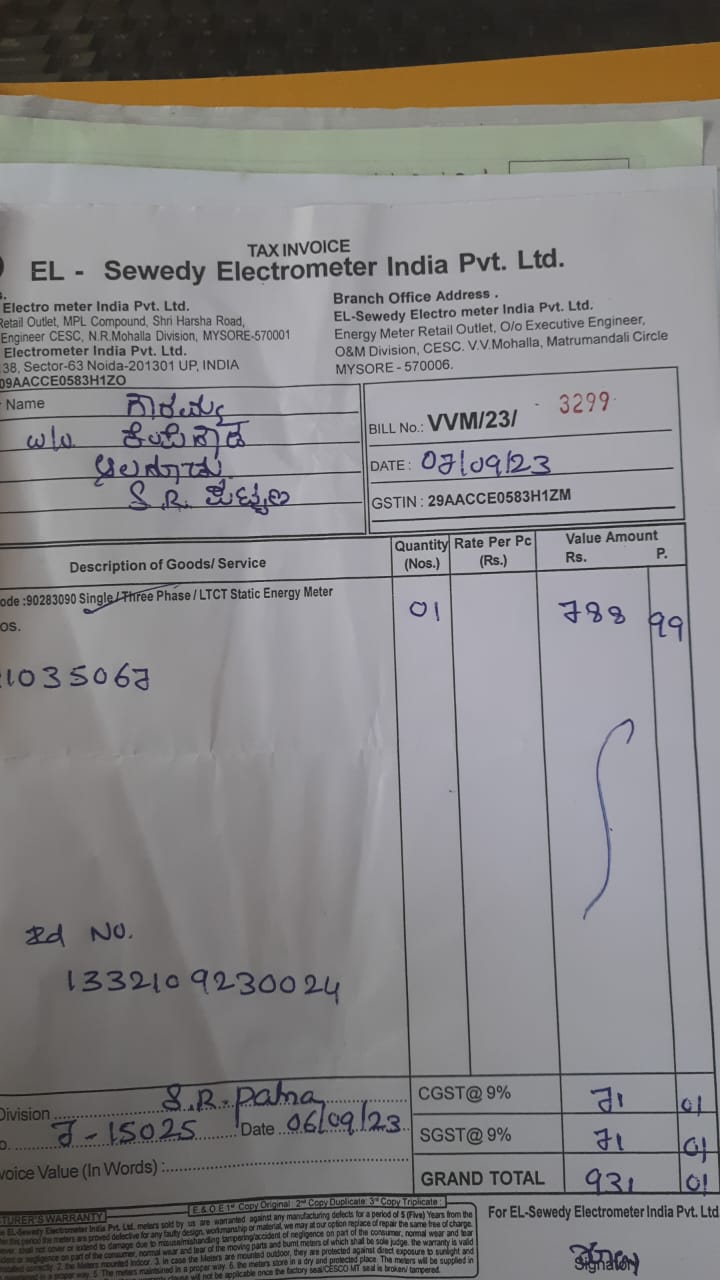 TAX INVOICE
EL - Sewedy Electrometer India Pvt. Ltd.
Electro meter India Pvt. Ltd.
Retail Outlet, MPL Compound, Shri Harsha Road,
Engineer CESC, N.R.Mohalla Division, MYSORE-570001
Electrometer India Pvt. Ltd.
38, Sector-63 Noida-201301 UP, INDIA
09AACCE0583H1ZO
Branch Office Address .
EL-Sewedy Electro meter India Pvt. Ltd.
Energy Meter Retail Outlet, O/o Executive Engineer,
O&M Division, CESC. V.V.Mohalla, Matrumandali Circle
MYSORE - 570006.
Name ಗೌರಮ್ಮ
w/o ಕೆಂಪೇಗೌಡ
S.R.
BILL No.: VVM/23/ - 3299
DATE : 07/09/23
GSTIN : 29AACCE0583H1ZM
Description of Goods/ Service Quantity (Nos.) Rate Per Pc (Rs.) Value Amount Rs. P.
ode :90283090 Single / Three Phase / LTCT Static Energy Meter 01 788 99
os.
1035067
Rd No.
1332109230024
Division S.R. Patna CGST@ 9% 71 01
o. J-15025 Date 06/09/23 SGST@ 9% 71 01
voice Value (In Words) : GRAND TOTAL 931 01
E.& O.E 1st Copy Original : 2nd Copy Duplicate: 3rd Copy Triplicate :
TURER'S WARRANTY
For EL-Sewedy Electrometer India Pvt. Ltd
Signatory